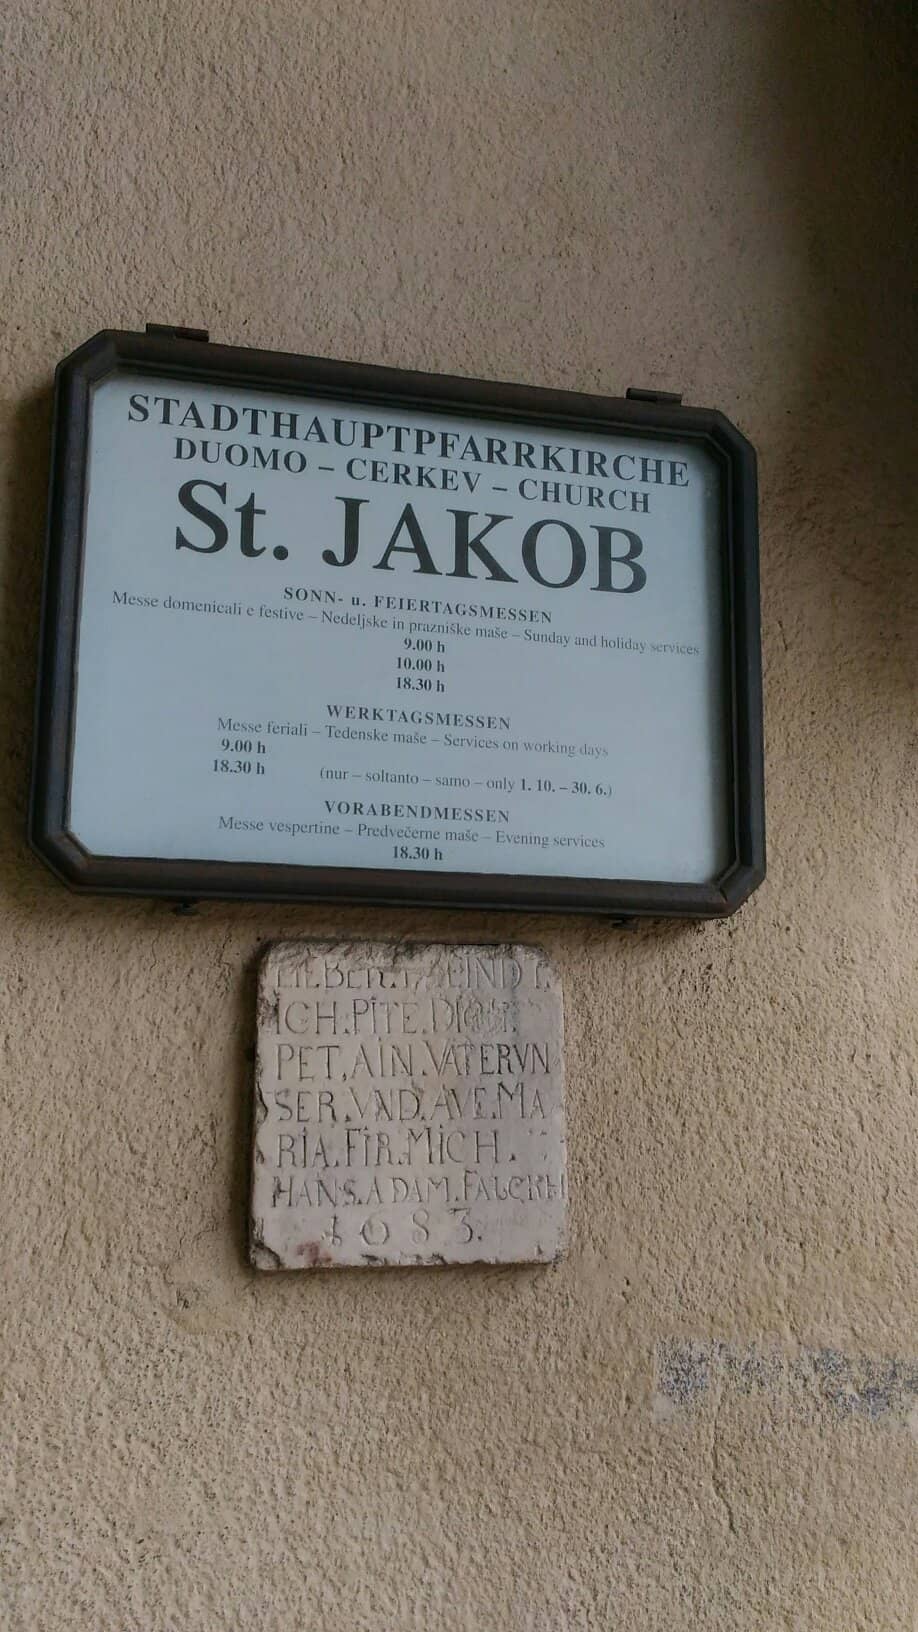 STADTHAUPTPFARRKIRCHE
DUOMO – CERKEV – CHURCH
St. JAKOB
SONN- u. FEIERTAGSMESSEN
Messe domenicali e festive – Nedeljske in prazniške maše – Sunday and holiday services
9.00 h
10.00 h
18.30 h
WERKTAGSMESSEN
Messe feriali – Tedenske maše – Services on working days
9.00 h
18.30 h (nur – soltanto – samo – only 1. 10. – 30. 6.)
VORABENDMESSEN
Messe vespertine – Predvečerne maše – Evening services
18.30 h
ICH.PITE.
PET.AIN.VATERVN
SER.VND.AVE.MA
RIA.FIR.MICH.
HANS.ADAM.
1683.